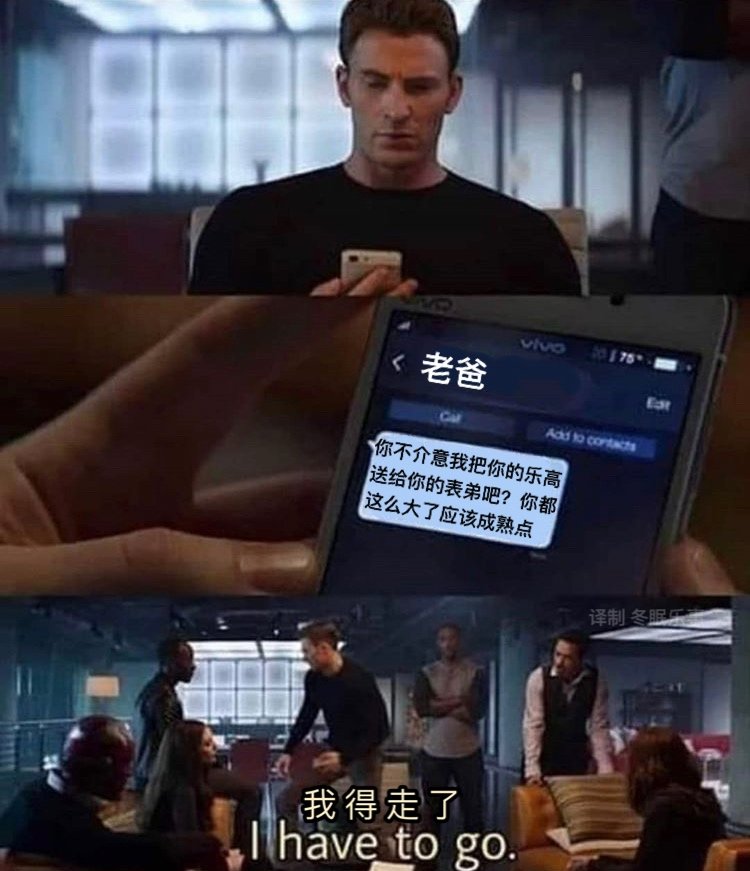 vivo
75%
老爸
Edit
Call
Add to contacts
你不介意我把你的乐高
送给你的表弟吧？你都
这么大了应该成熟点
译制 冬眠乐
我得走了
I have to go.